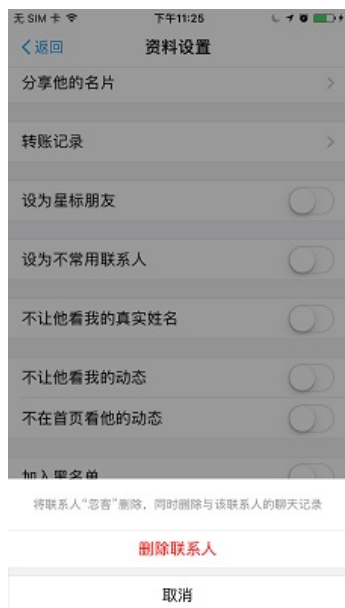 无 SIM 卡 下午11:25
返回 资料设置
分享他的名片
转账记录
设为星标朋友
设为不常用联系人
不让他看我的真实姓名
不让他看我的动态
不在首页看他的动态
加入黑名单
将联系人“忽客”删除，同时删除与该联系人的聊天记录
删除联系人
取消